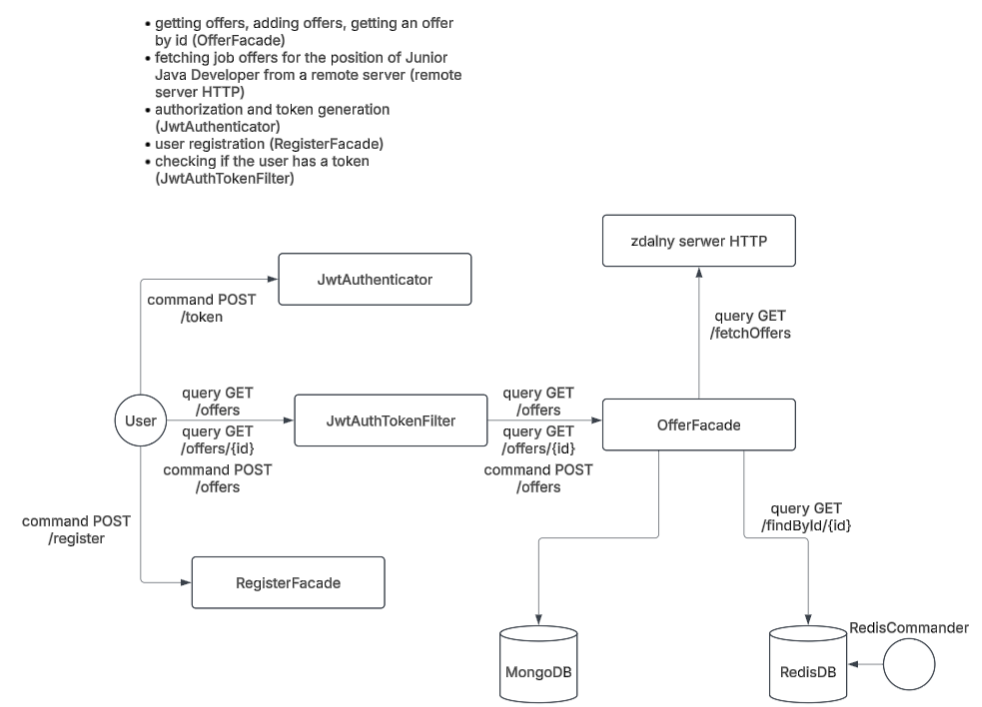 • getting offers, adding offers, getting an offer
by id (OfferFacade)
• fetching job offers for the position of Junior
Java Developer from a remote server (remote
server HTTP)
• authorization and token generation
(JwtAuthenticator)
• user registration (RegisterFacade)
• checking if the user has a token
(JwtAuthTokenFilter)
zdalny serwer HTTP
JwtAuthenticator
command POST
/token
query GET
/fetchOffers
User
query GET
/offers
query GET
/offers/{id}
command POST
/offers
JwtAuthTokenFilter
query GET
/offers
query GET
/offers/{id}
command POST
/offers
OfferFacade
command POST
/register
query GET
/findById/{id}
RegisterFacade
MongoDB
RedisDB
RedisCommander